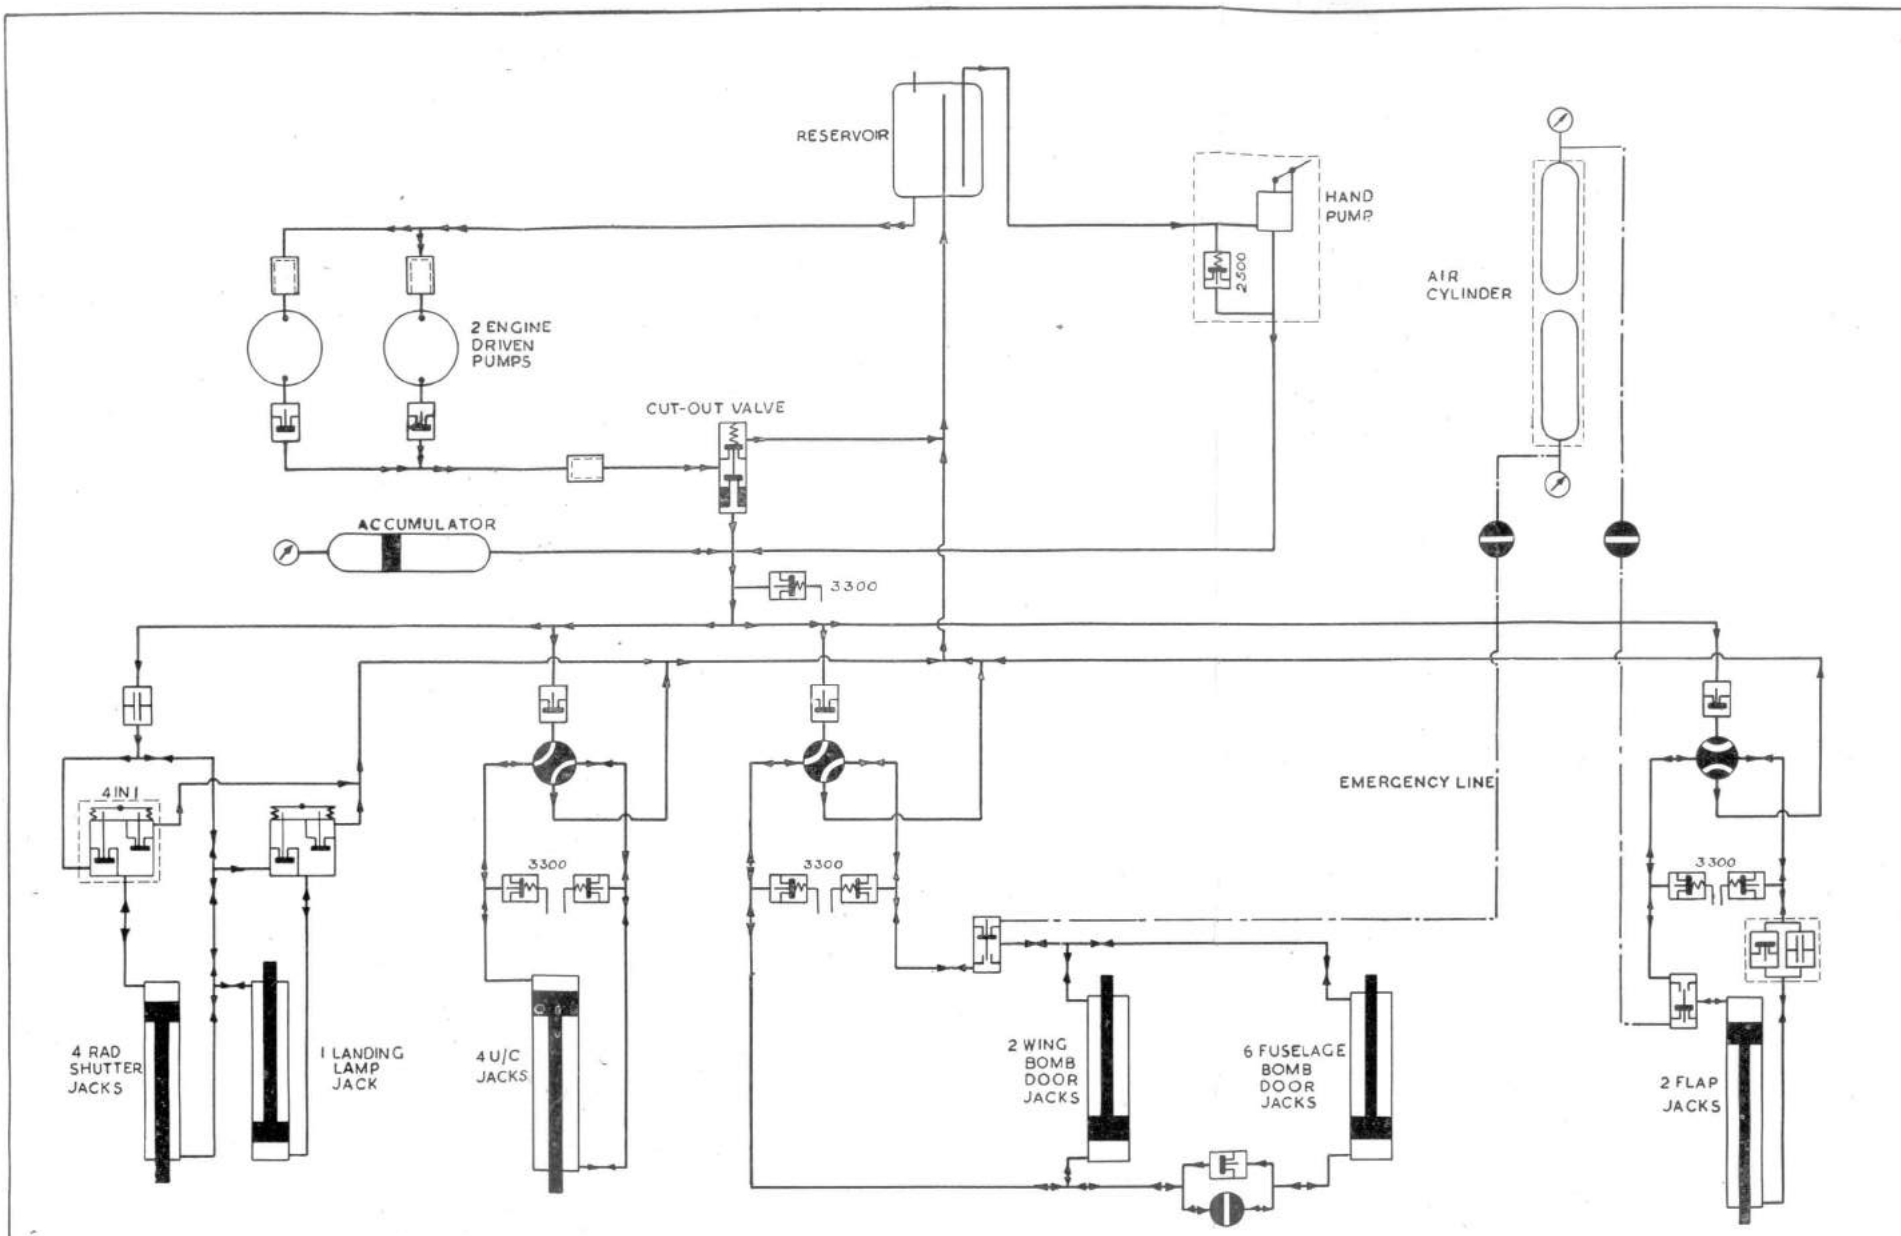 RESERVOIR
HAND
PUMP
2500
AIR
CYLINDER
2 ENGINE
DRIVEN
PUMPS
CUT-OUT VALVE
ACCUMULATOR
3300
EMERGENCY LINE
4 IN 1
3300
3300
3300
4 RAD
SHUTTER
JACKS
1 LANDING
LAMP
JACK
4 U/C
JACKS
2 WING
BOMB
DOOR
JACKS
6 FUSELAGE
BOMB
DOOR
JACKS
2 FLAP
JACKS